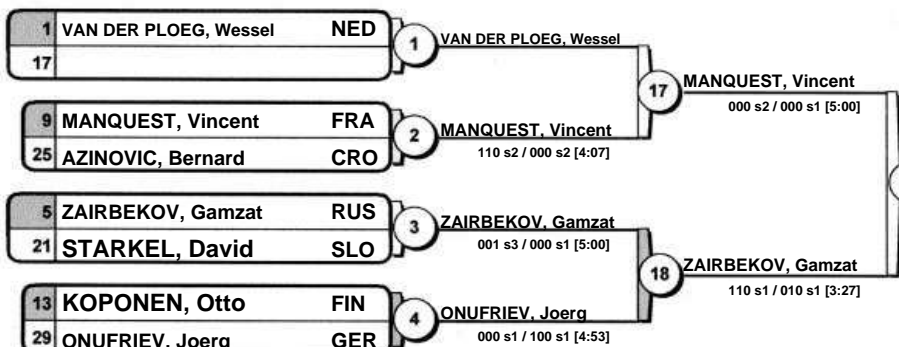 1 VAN DER PLOEG, Wessel NED
17
1
VAN DER PLOEG, Wessel
9 MANQUEST, Vincent FRA
25 AZINOVIC, Bernard CRO
2
MANQUEST, Vincent
110 s2 / 000 s2 [4:07]
17
MANQUEST, Vincent
000 s2 / 000 s1 [5:00]
5 ZAIRBEKOV, Gamzat RUS
21 STARKEL, David SLO
3
ZAIRBEKOV, Gamzat
001 s3 / 000 s1 [5:00]
13 KOPONEN, Otto FIN
29 ONUFRIEV, Joerg GER
4
ONUFRIEV, Joerg
000 s1 / 100 s1 [4:53]
18
ZAIRBEKOV, Gamzat
110 s1 / 010 s1 [3:27]